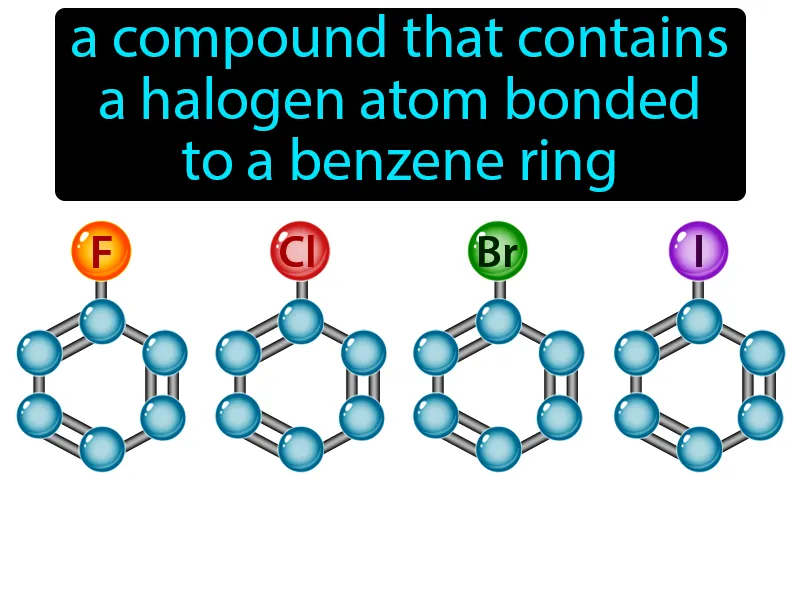 a compound that contains
a halogen atom bonded
to a benzene ring
F Cl Br I